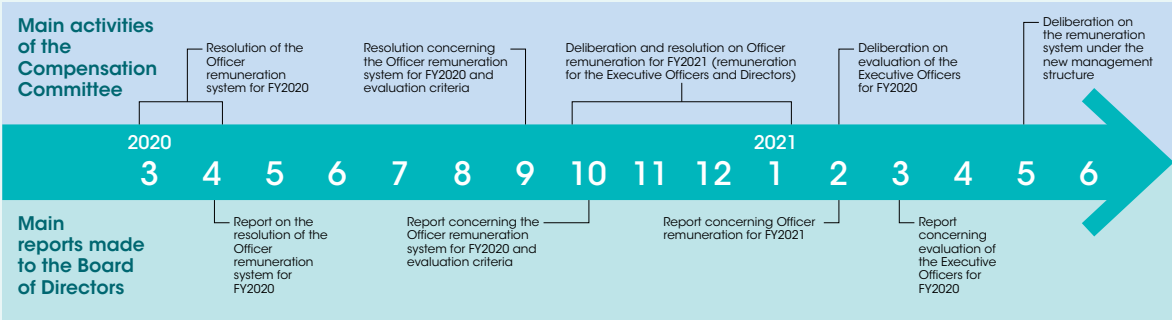 Main activities
of the
Compensation
Committee
Resolution of the
Officer
remuneration
system for FY2020
Resolution concerning
the Officer remuneration
system for FY2020 and
evaluation criteria
Deliberation and resolution on Officer
remuneration for FY2021 (remuneration
for the Executive Officers and Directors)
Deliberation on
evaluation of the
Executive Officers
for FY2020
Deliberation on
the remuneration
system under the
new management
structure
2020 2021
3 4 5 6 7 8 9 10 11 12 1 2 3 4 5 6
Main
reports made
to the Board
of Directors
Report on the
resolution of the
Officer
remuneration
system for
FY2020
Report concerning the
Officer remuneration
system for FY2020 and
evaluation criteria
Report concerning Officer
remuneration for FY2021
Report
concerning
evaluation of
the Executive
Officers for
FY2020